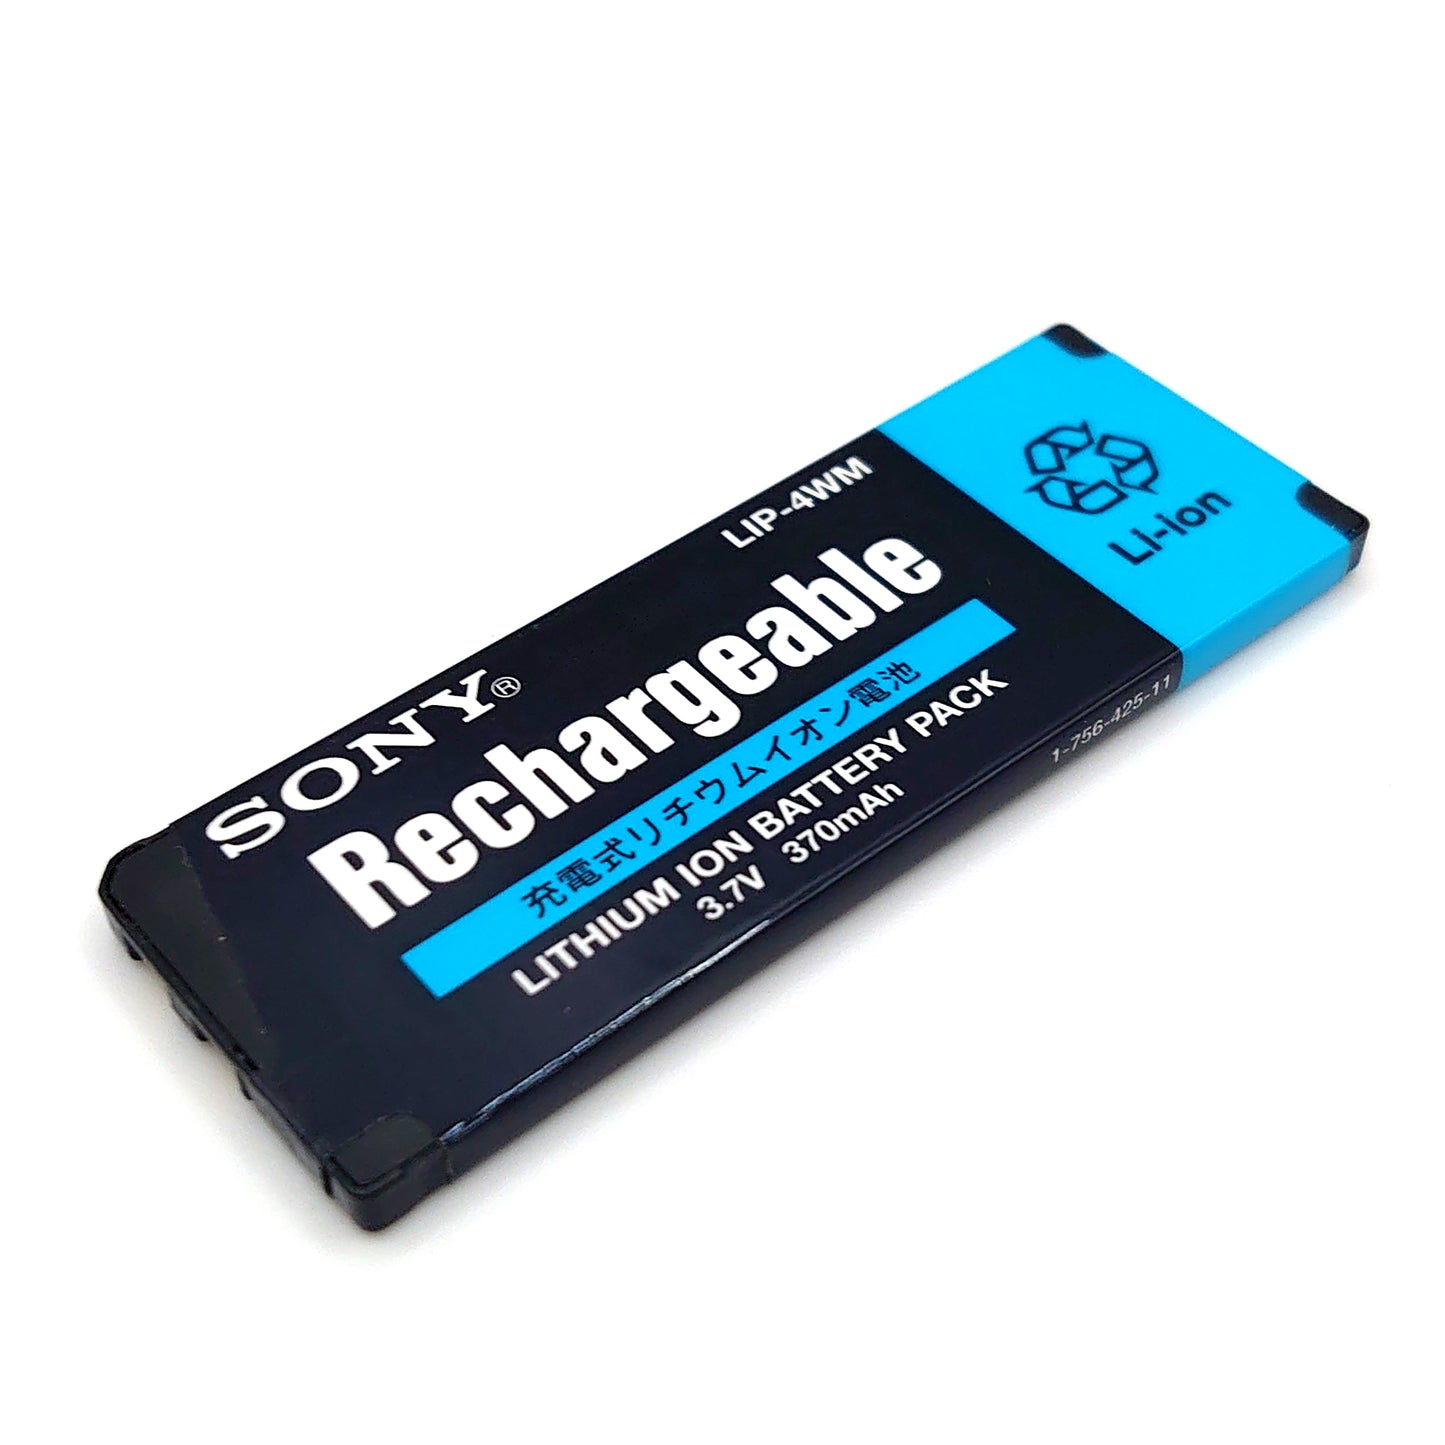 LIP-4WM
SONY®
Rechargeable
充電式リチウムイオン電池
LITHIUM ION BATTERY PACK
3.7V 370mAh
Li-ion
1-756-425-11